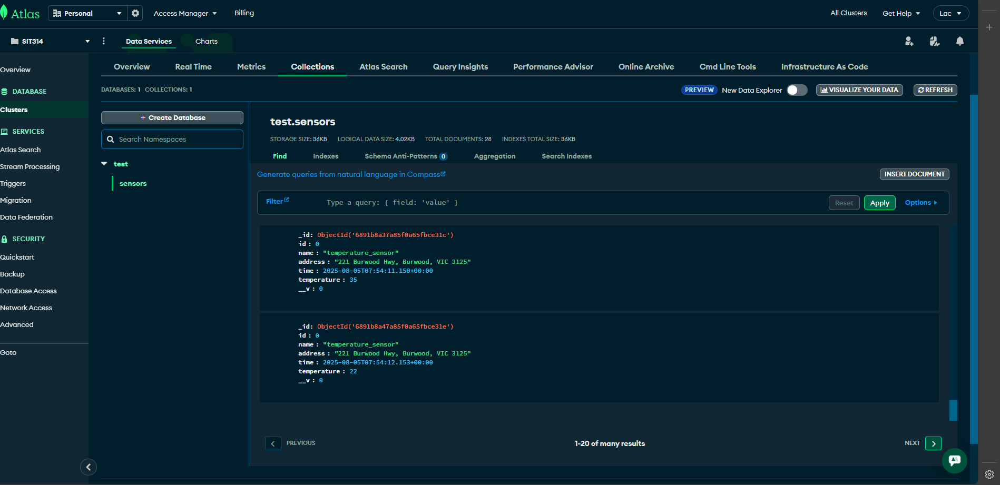 Atlas
Personal
Access Manager
Billing
All Clusters
Get Help
Lac
SIT314
Data Services
Charts
Overview
DATABASE
Clusters
SERVICES
Atlas Search
Stream Processing
Triggers
Migration
Data Federation
SECURITY
Quickstart
Backup
Database Access
Network Access
Advanced
Goto
Overview
Real Time
Metrics
Collections
Atlas Search
Query Insights
Performance Advisor
Online Archive
Cmd Line Tools
Infrastructure As Code
DATABASES: 1 COLLECTIONS: 1
PREVIEW
New Data Explorer
VISUALIZE YOUR DATA
REFRESH
+ Create Database
Search Namespaces
test
sensors
test.sensors
STORAGE SIZE: 36KB
LOGICAL DATA SIZE: 4.02KB
TOTAL DOCUMENTS: 28
INDEXES TOTAL SIZE: 36KB
Find
Indexes
Schema Anti-Patterns 0
Aggregation
Search Indexes
Generate queries from natural language in Compass
INSERT DOCUMENT
Filter
Type a query: { field: 'value' }
Reset
Apply
Options
_id: ObjectId('6891b8a37a85f0a65fbce31c')
id : 0
name : "temperature_sensor"
address : "221 Burwood Hwy, Burwood, VIC 3125"
time : 2025-08-05T07:54:11.150+00:00
temperature : 35
__v : 0
_id: ObjectId('6891b8a47a85f0a65fbce31e')
id : 0
name : "temperature_sensor"
address : "221 Burwood Hwy, Burwood, VIC 3125"
time : 2025-08-05T07:54:12.153+00:00
temperature : 22
__v : 0
PREVIOUS
1-20 of many results
NEXT